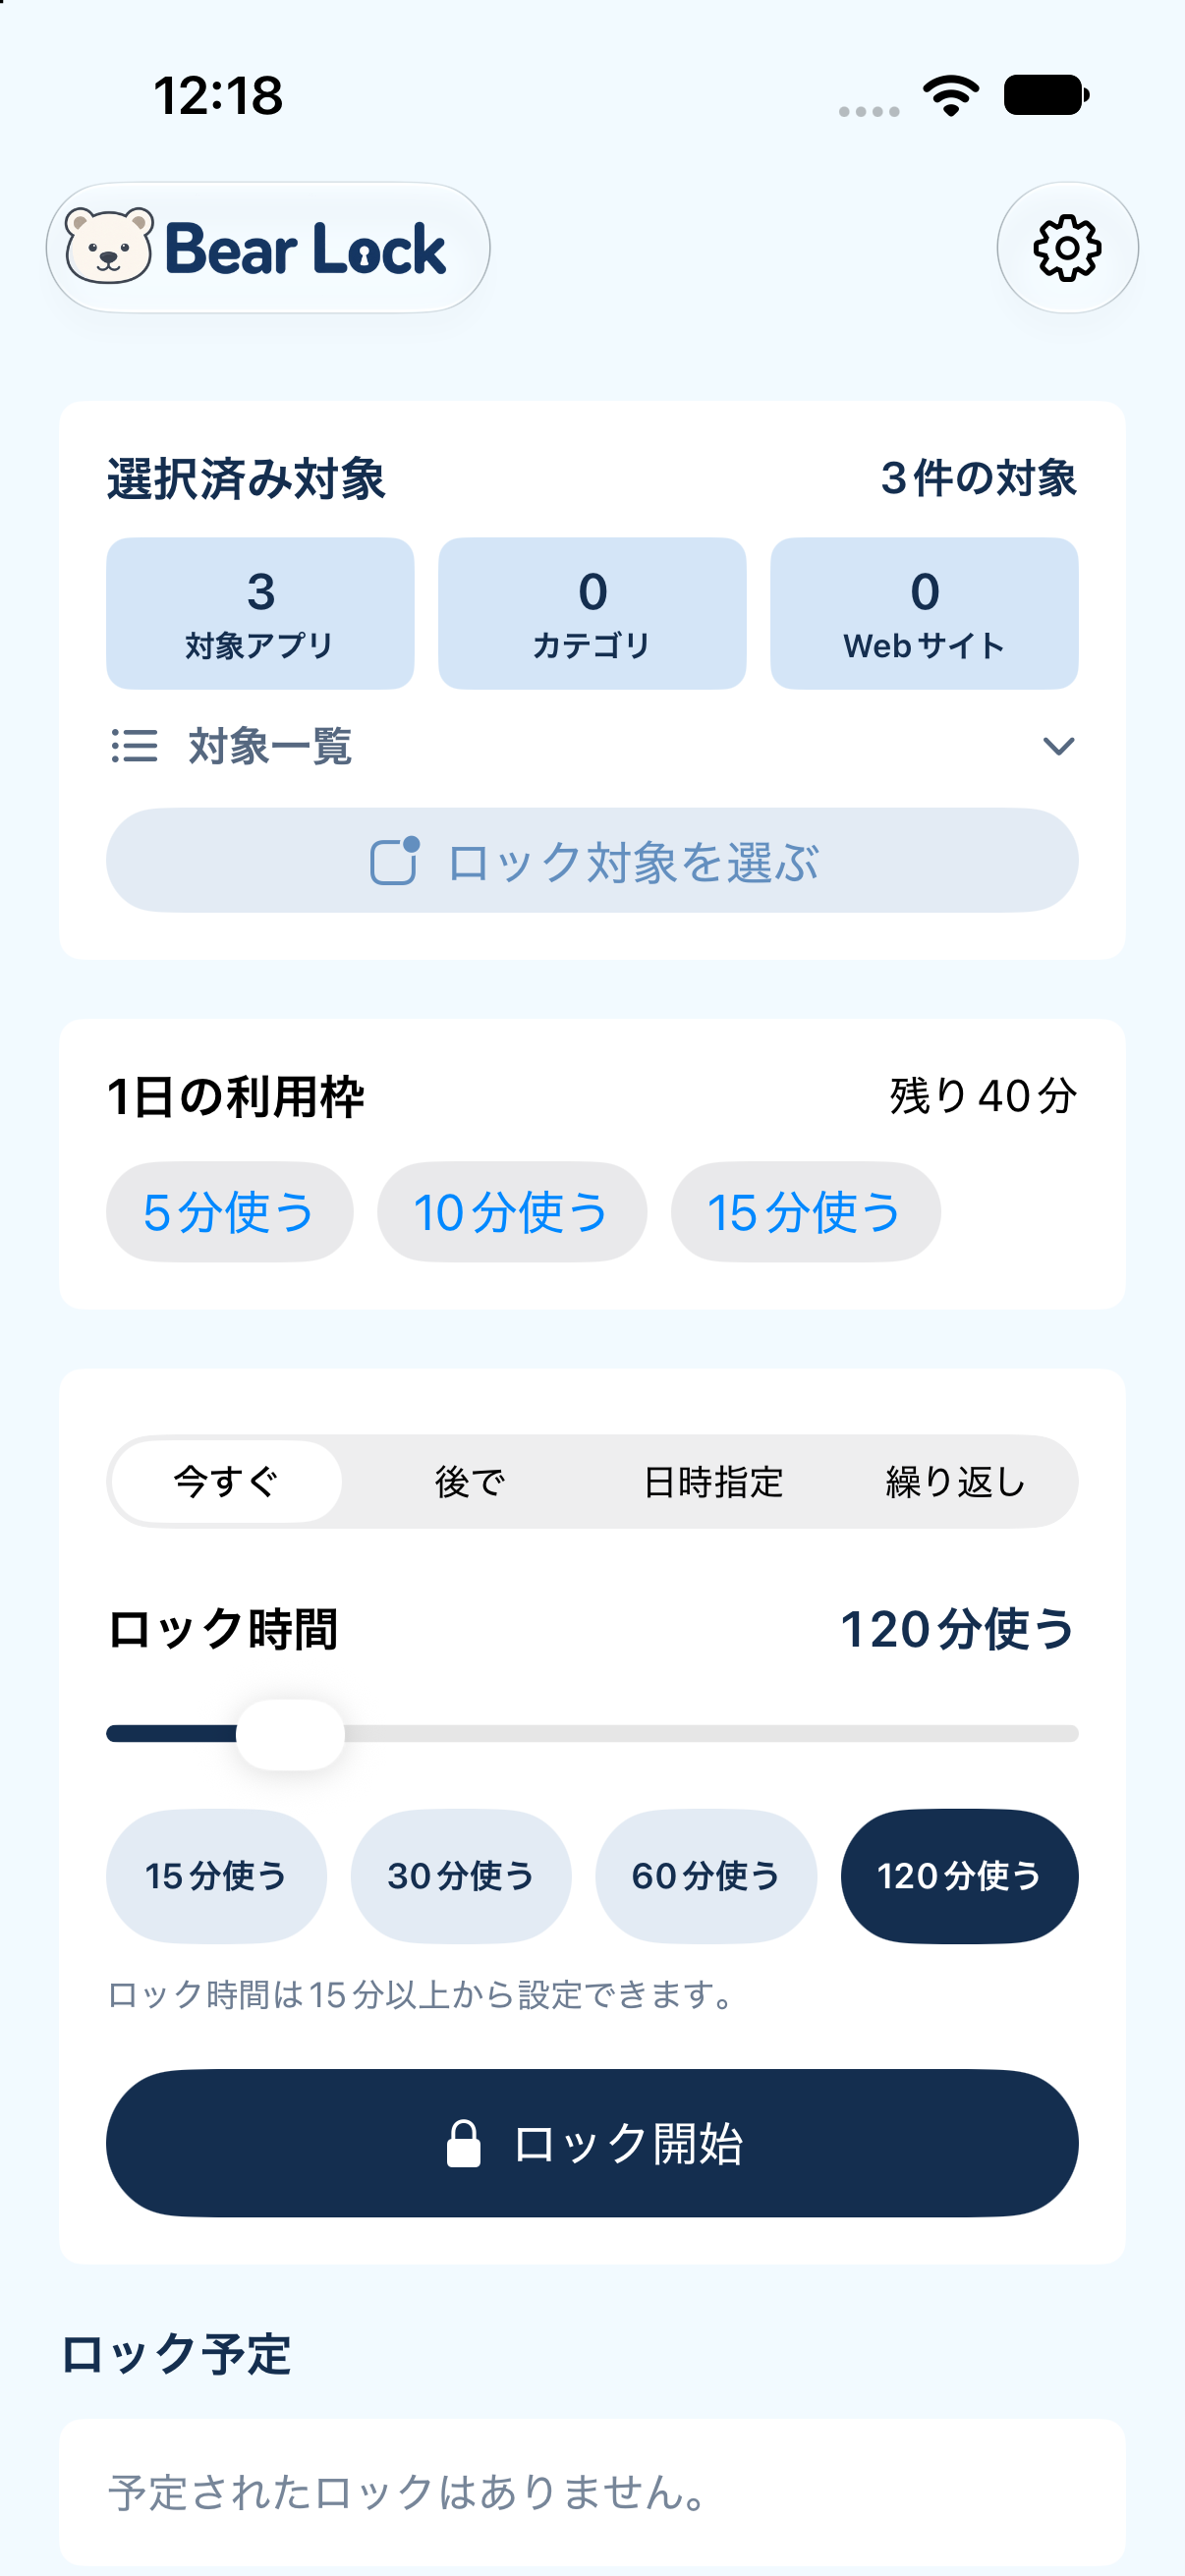 12:18
Bear Lock
選択済み対象 3件の対象
3 0 0
対象アプリ カテゴリ Webサイト
対象一覧
ロック対象を選ぶ
1日の利用枠 残り40分
5分使う 10分使う 15分使う
今すぐ 後で 日時指定 繰り返し
ロック時間 120分使う
15分使う 30分使う 60分使う 120分使う
ロック時間は15分以上から設定できます。
ロック開始
ロック予定
予定されたロックはありません。